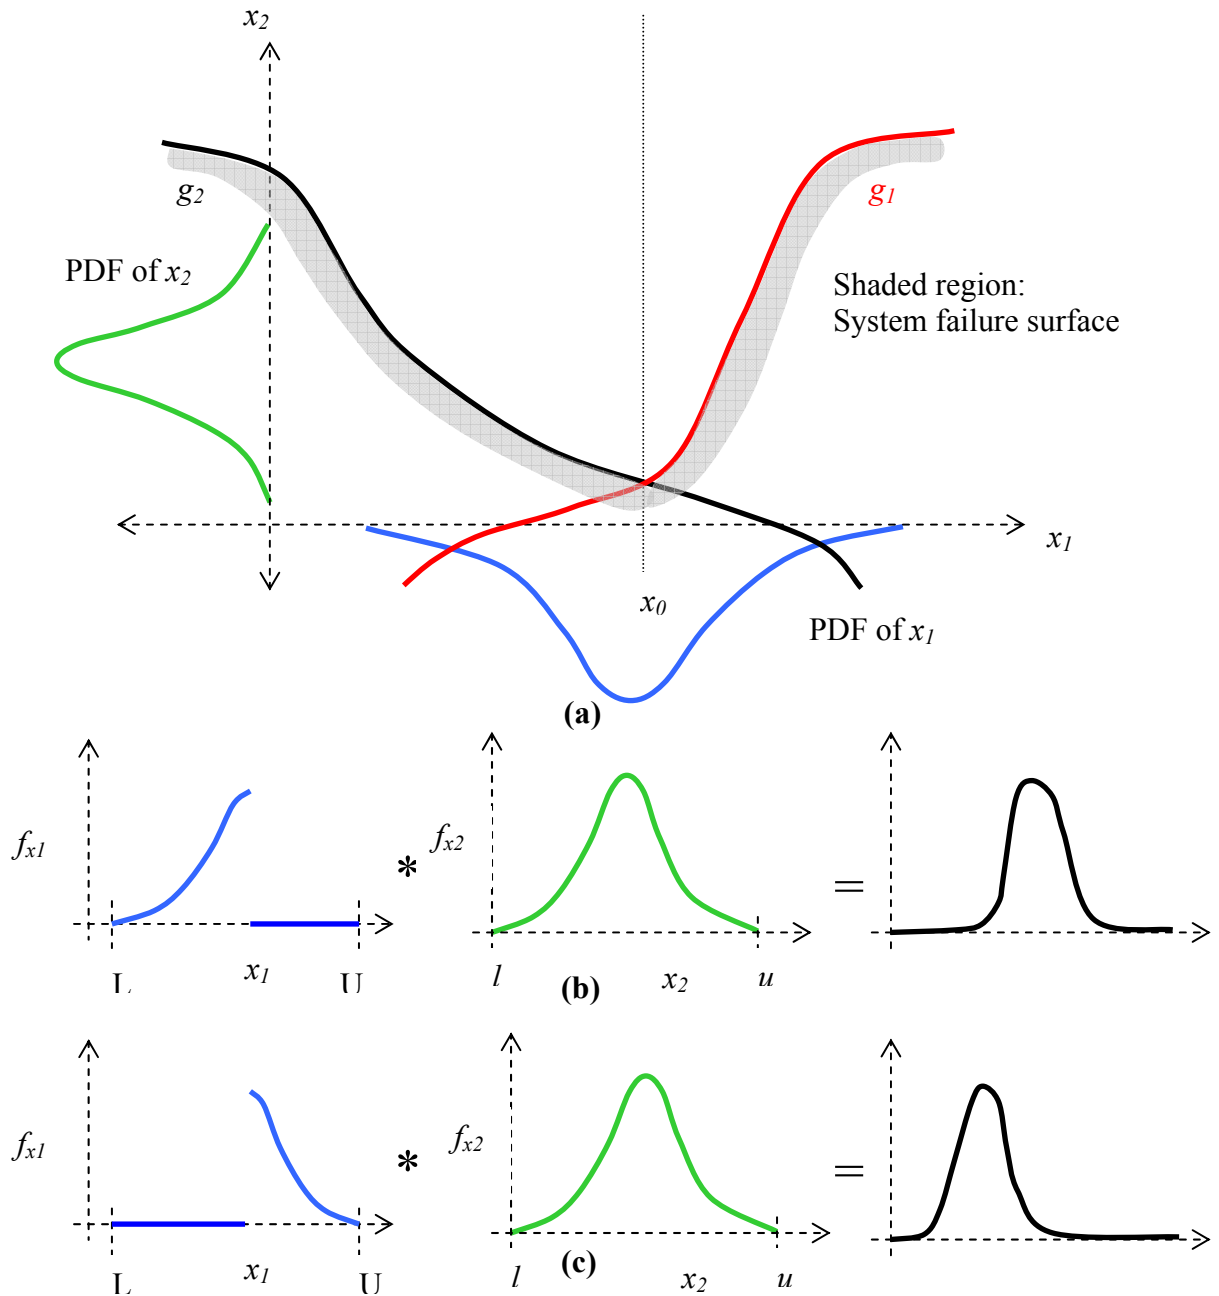 x2
g2
g1
PDF of x2
Shaded region:
System failure surface
x1
x0
PDF of x1
(a)
fx1
*
fx2
=
L
x1
U
l
(b)
x2
u
fx1
*
fx2
=
L
x1
U
l
(c)
x2
u